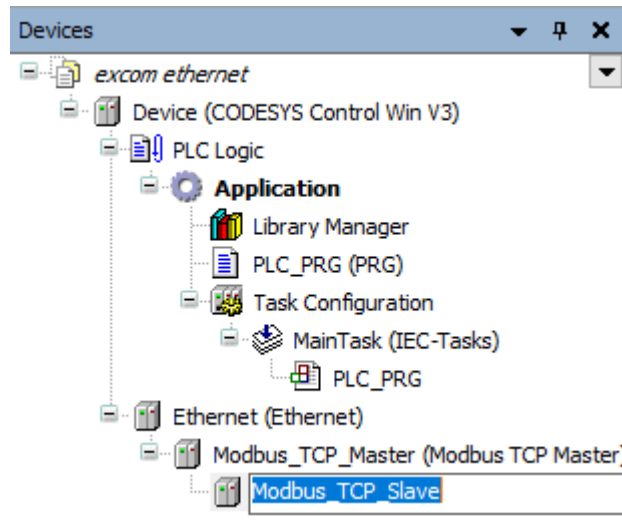 Devices
excom ethernet
Device (CODESYS Control Win V3)
PLC Logic
Application
Library Manager
PLC_PRG (PRG)
Task Configuration
MainTask (IEC-Tasks)
PLC_PRG
Ethernet (Ethernet)
Modbus_TCP_Master (Modbus TCP Master)
Modbus_TCP_Slave